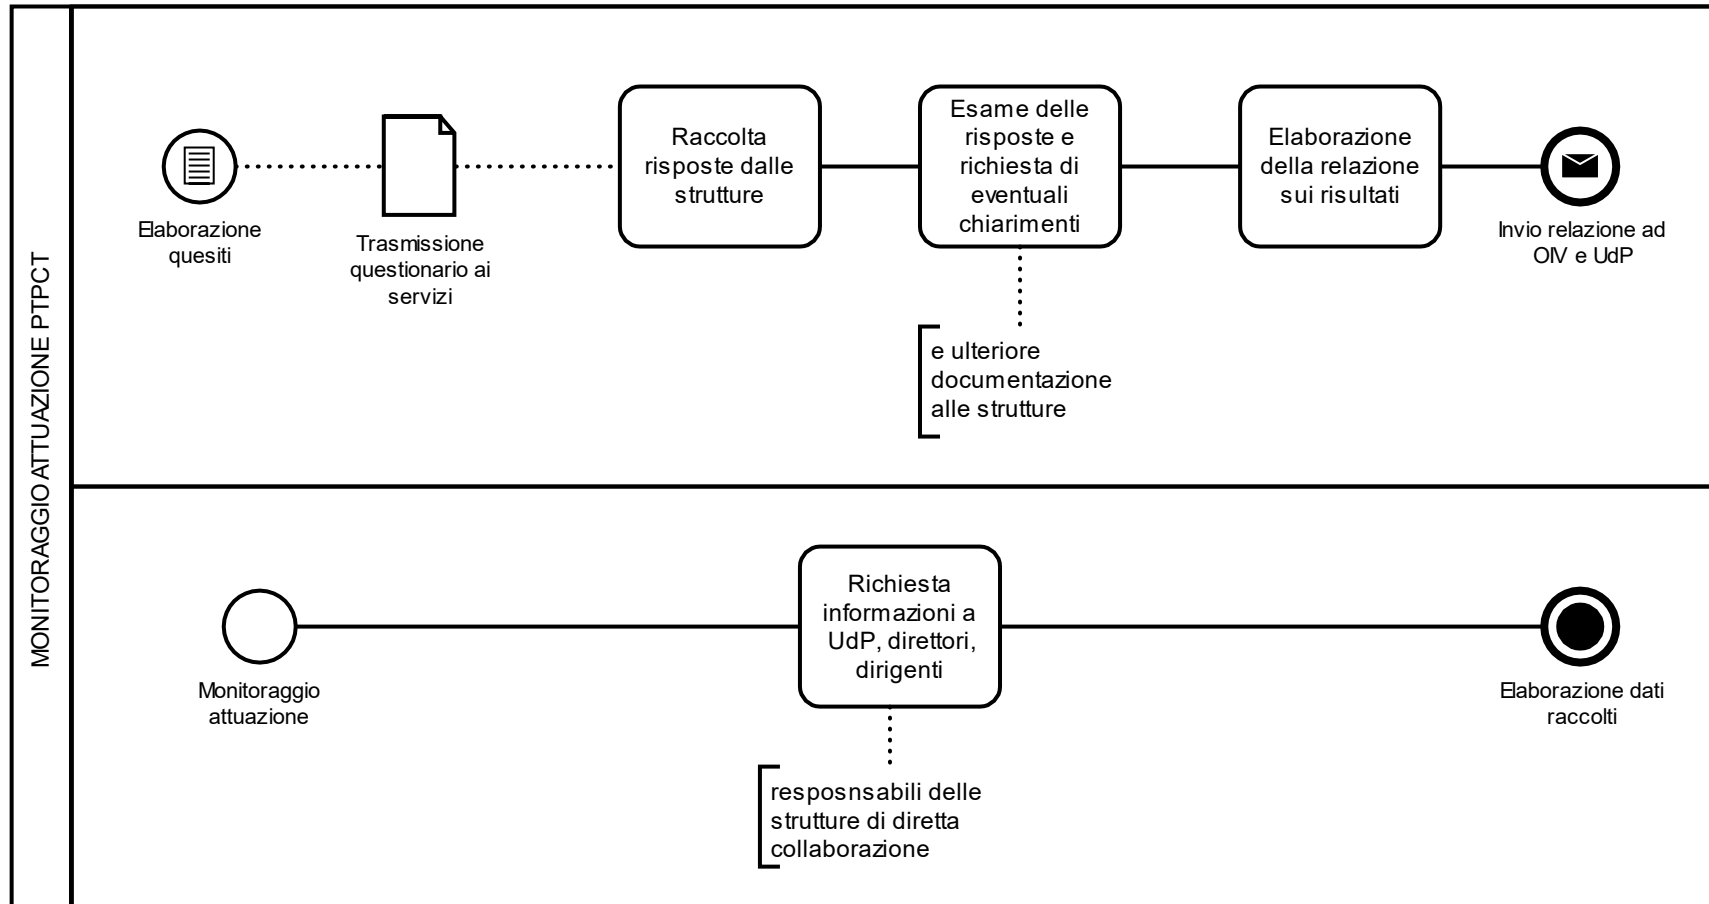 MONITORAGGIO ATTUAZIONE PTPCT
Elaborazione
quesiti
Trasmissione
questionario ai
servizi
Raccolta
risposte dalle
strutture
Esame delle
risposte e
richiesta di
eventuali
chiarimenti
e ulteriore
documentazione
alle strutture
Elaborazione
della relazione
sui risultati
Invio relazione ad
OIV e UdP
Monitoraggio
attuazione
Richiesta
informazioni a
UdP, direttori,
dirigenti
resposnsabili delle
strutture di diretta
collaborazione
Elaborazione dati
raccolti